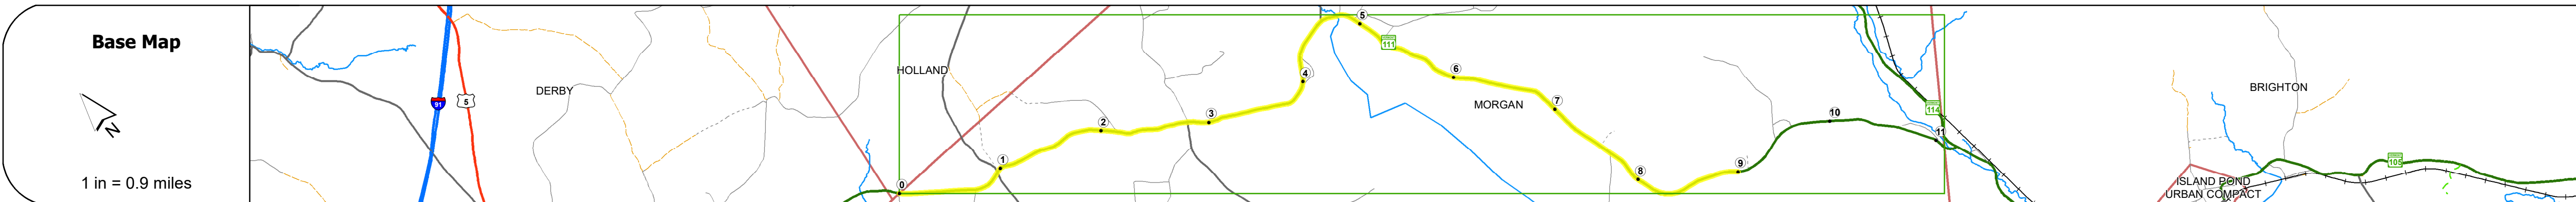 Base Map
N
1 in = 0.9 miles
91
5
DERBY
HOLLAND
0
1
2
3
4
5
111
6
MORGAN
7
8
9
10
114
11
BRIGHTON
ISLAND POND
URBAN COMPACT
105